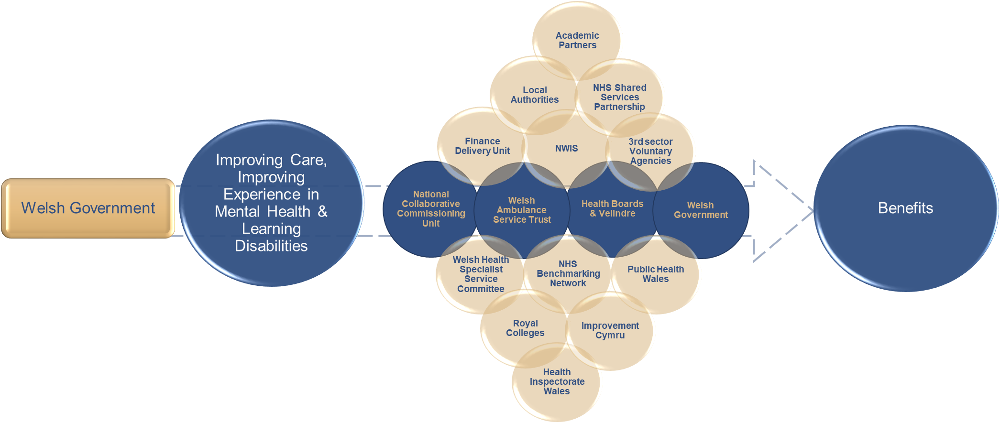 Welsh Government
Improving Care,
Improving
Experience in
Mental Health &
Learning
Disabilities
Academic
Partners
Local
Authorities
NHS Shared
Services
Partnership
Finance
Delivery Unit
NWIS
3rd sector
Voluntary
Agencies
National
Collaborative
Commissioning
Unit
Welsh
Ambulance
Service Trust
Health Boards
& Velindre
Welsh
Government
Welsh Health
Specialist
Service
Committee
NHS
Benchmarking
Network
Public Health
Wales
Royal
Colleges
Improvement
Cymru
Health
Inspectorate
Wales
Benefits